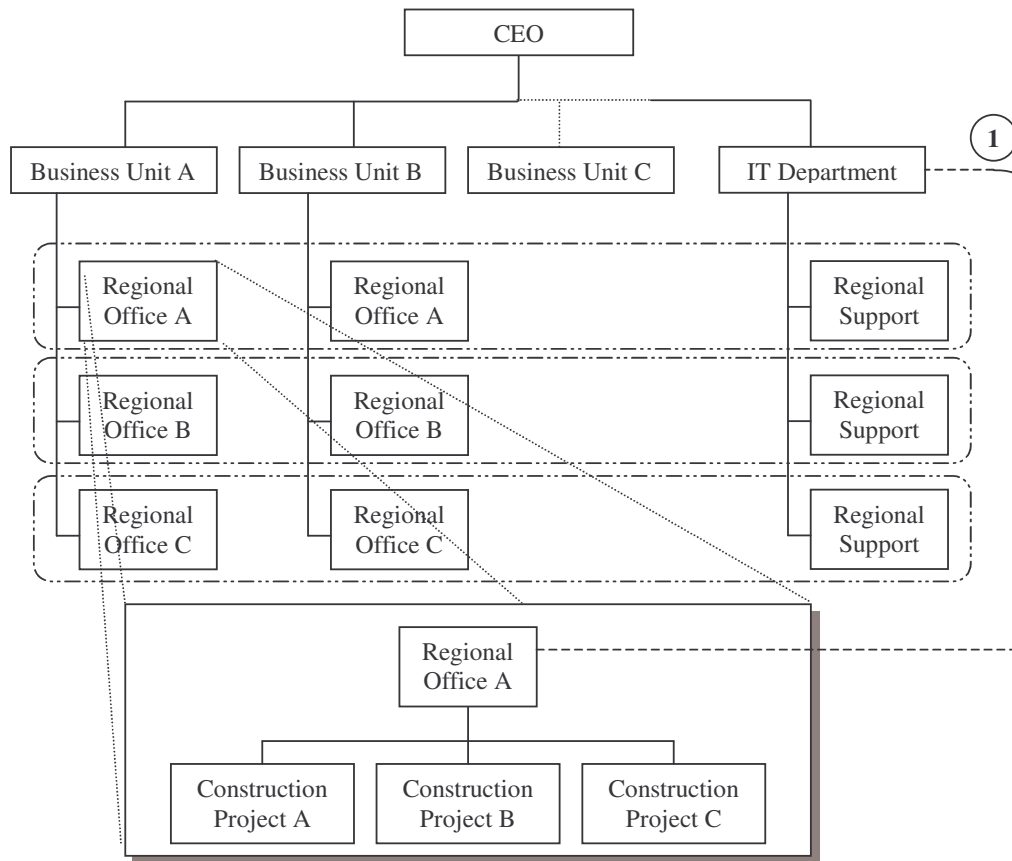 CEO
1
Business Unit A
Business Unit B
Business Unit C
IT Department
Regional
Office A
Regional
Office A
Regional
Support
Regional
Office B
Regional
Office B
Regional
Support
Regional
Office C
Regional
Office C
Regional
Support
Regional
Office A
Construction
Project A
Construction
Project B
Construction
Project C